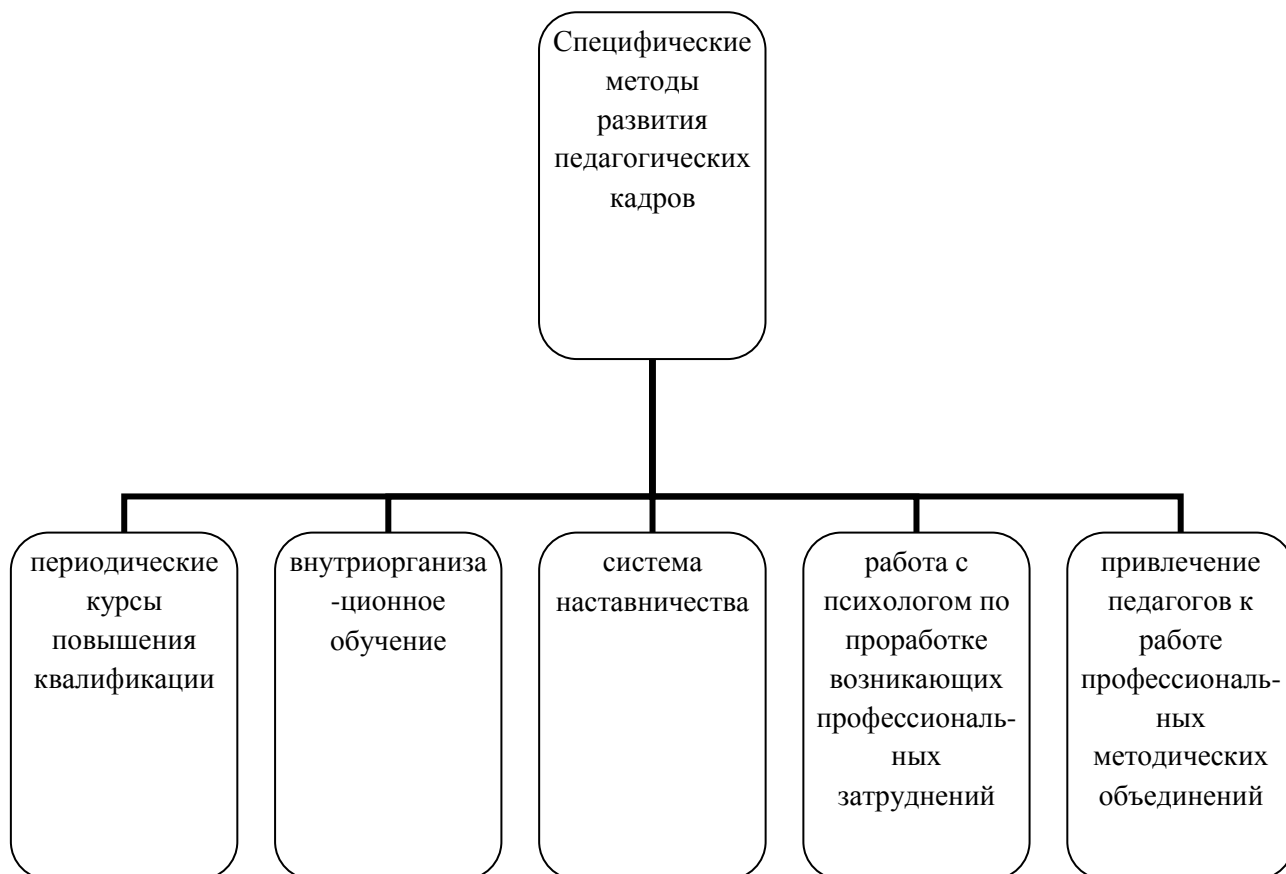 Специфические
методы
развития
педагогических
кадров
периодические
курсы
повышения
квалификации
внутриорганиза
-ционное
обучение
система
наставничества
работа с
психологом по
проработке
возникающих
профессиональ-
ных
затруднений
привлечение
педагогов к
работе
профессиональ-
ных
методических
объединений